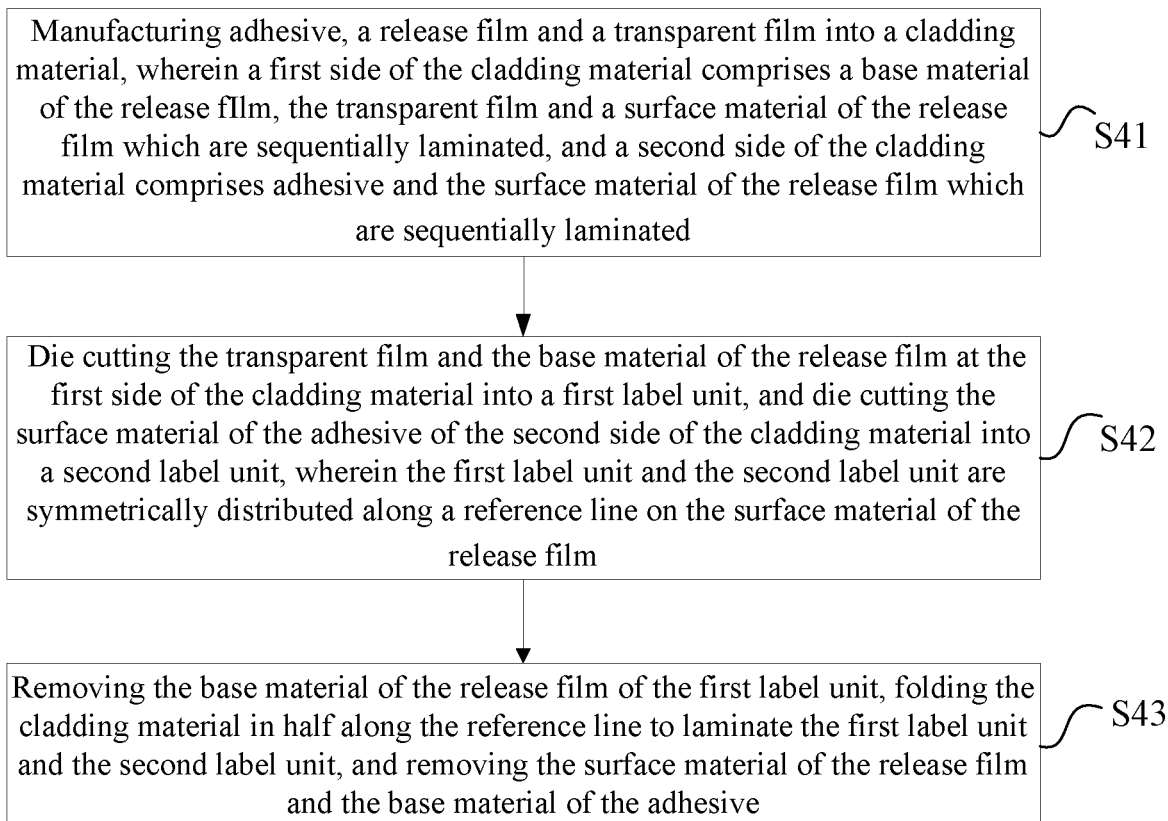 Manufacturing adhesive, a release film and a transparent film into a cladding
material, wherein a first side of the cladding material comprises a base material
of the release fIlm, the transparent film and a surface material of the release
film which are sequentially laminated, and a second side of the cladding
material comprises adhesive and the surface material of the release film which
are sequentially laminated
S41
Die cutting the transparent film and the base material of the release film at the
first side of the cladding material into a first label unit, and die cutting the
surface material of the adhesive of the second side of the cladding material into
a second label unit, wherein the first label unit and the second label unit are
symmetrically distributed along a reference line on the surface material of the
release film
S42
Removing the base material of the release film of the first label unit, folding the
cladding material in half along the reference line to laminate the first label unit
and the second label unit, and removing the surface material of the release film
and the base material of the adhesive
S43